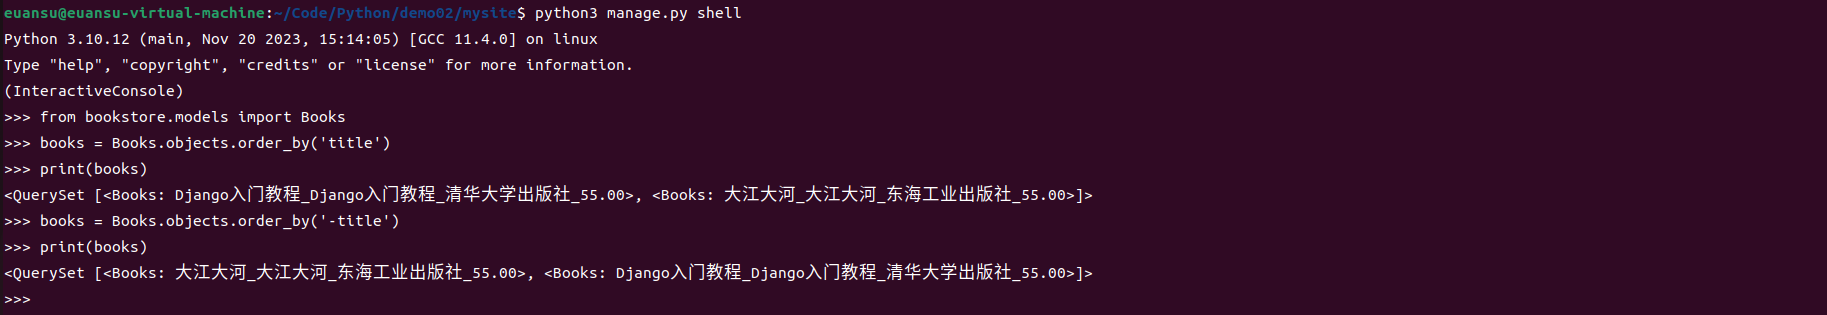 euansu@euansu-virtual-machine:~/Code/Python/demo02/mysite$ python3 manage.py shell
Python 3.10.12 (main, Nov 20 2023, 15:14:05) [GCC 11.4.0] on linux
Type "help", "copyright", "credits" or "license" for more information.
(InteractiveConsole)
>>> from bookstore.models import Books
>>> books = Books.objects.order_by('title')
>>> print(books)
<QuerySet [<Books: Django入门教程_Django入门教程_清华大学出版社_55.00>, <Books: 大江大河_大江大河_东海工业出版社_55.00>]>
>>> books = Books.objects.order_by('-title')
>>> print(books)
<QuerySet [<Books: 大江大河_大江大河_东海工业出版社_55.00>, <Books: Django入门教程_Django入门教程_清华大学出版社_55.00>]>
>>>